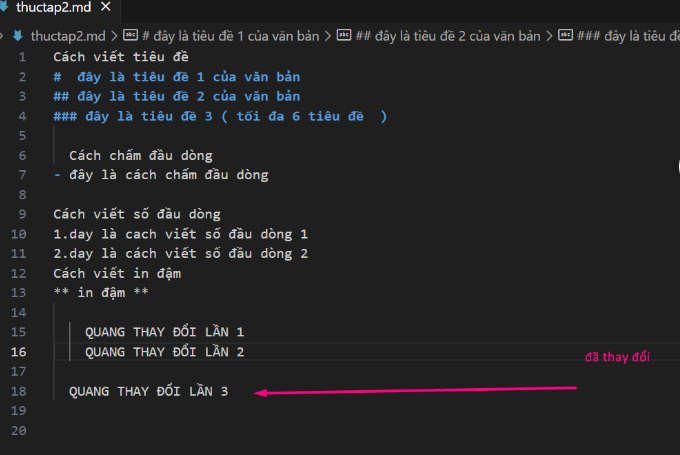 thuctap2.md ×
thuctap2.md > # đây là tiêu đề 1 của văn bản > ## đây là tiêu đề 2 của văn bản > ### đây là tiêu đề
1 Cách viết tiêu đề
2 # đây là tiêu đề 1 của văn bản
3 ## đây là tiêu đề 2 của văn bản
4 ### đây là tiêu đề 3 ( tối đa 6 tiêu đề )
5
6 Cách chấm đầu dòng
7 - đây là cách chấm đầu dòng
8
9 Cách viết số đầu dòng
10 1.day là cach viết số đầu dòng 1
11 2.day là cách viết số đầu dòng 2
12 Cách viết in đậm
13 ** in đậm **
14
15 QUANG THAY ĐỔI LẦN 1
16 QUANG THAY ĐỔI LẦN 2
đã thay đổi
17
18 QUANG THAY ĐỔI LẦN 3
19
20